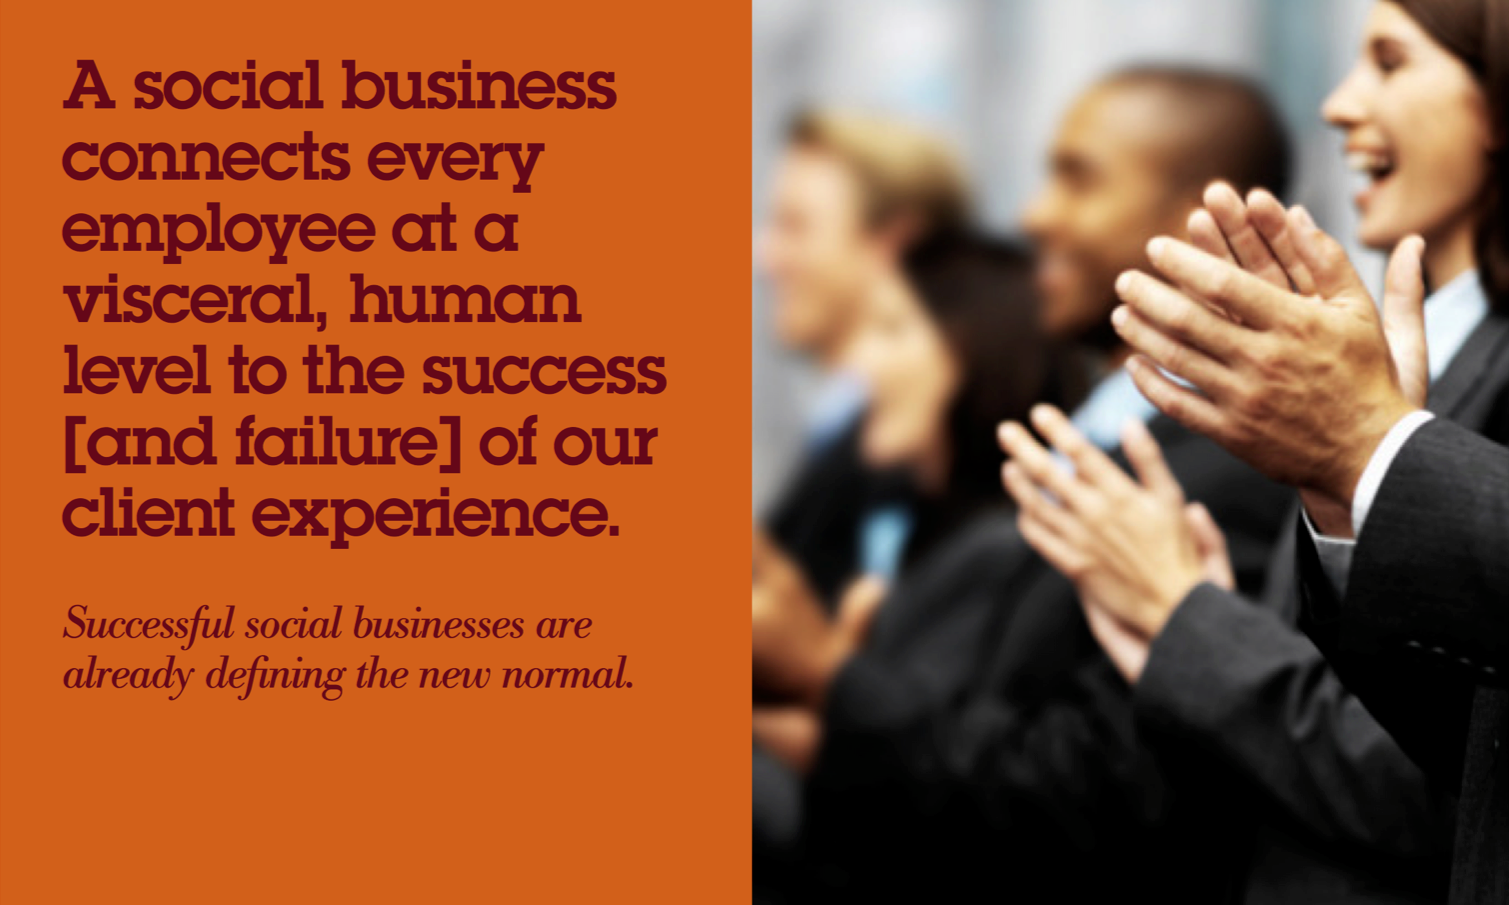 A social business
connects every
employee at a
visceral, human
level to the success
[and failure] of our
client experience.
Successful social businesses are
already defining the new normal.